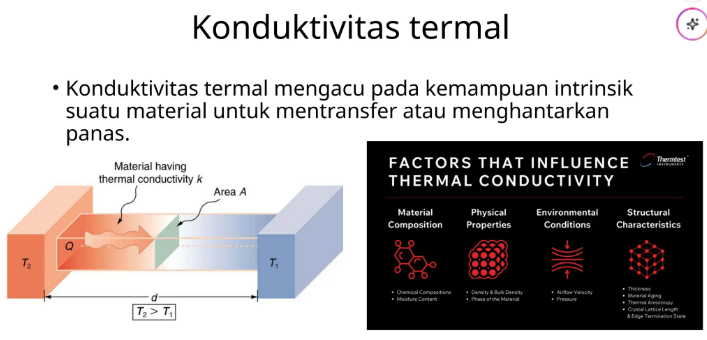 Konduktivitas termal
• Konduktivitas termal mengacu pada kemampuan intrinsik
suatu material untuk mentransfer atau menghantarkan
panas.
Material having
thermal conductivity k
Area A
Q
T₂
T₁
d
T₂ > T₁
FACTORS THAT INFLUENCE
THERMAL CONDUCTIVITY
Thermtest
INSTRUMENTS
Material
Composition
• Chemical Compositions
• Moisture Content
Physical
Properties
• Density & Bulk Density
• Phase of the Material
Environmental
Conditions
• Airflow Velocity
• Pressure
Structural
Characteristics
• Thickness
• Material Aging
• Thermal Anisotropy
• Crystal Lattice Length
& Edge Termination State